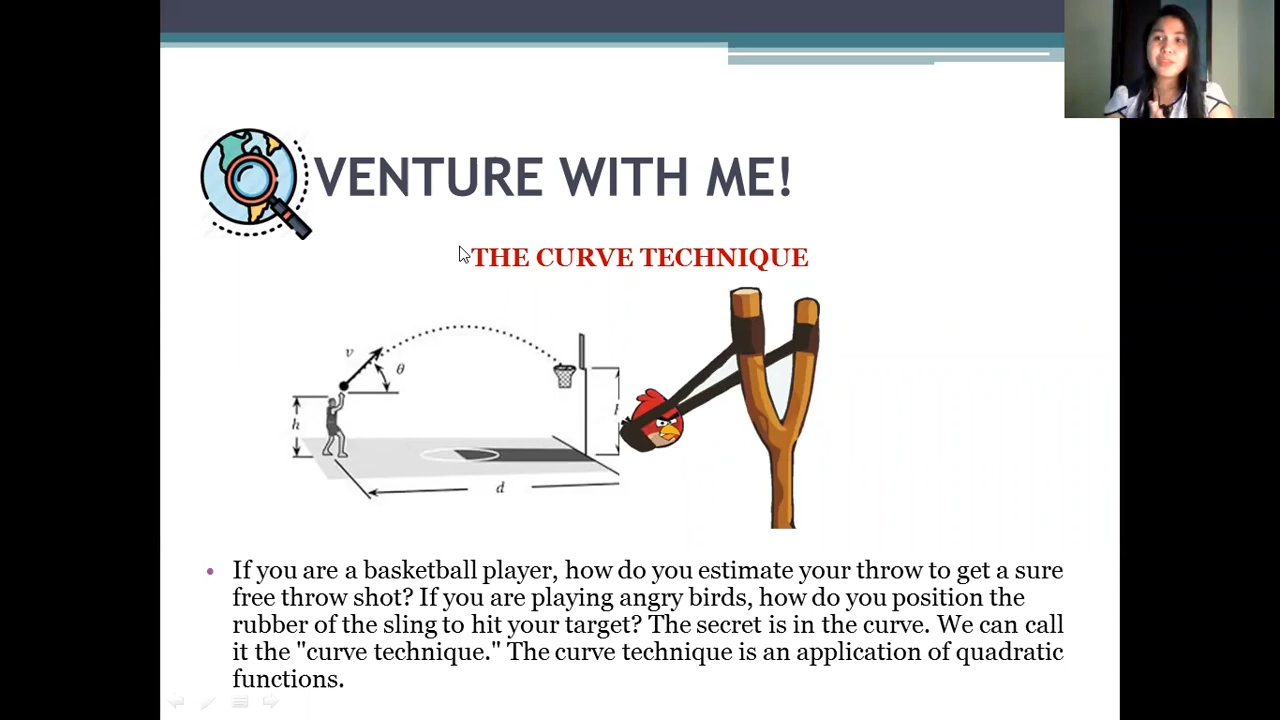 VENTURE WITH ME!
THE CURVE TECHNIQUE
v
θ
h
d
If you are a basketball player, how do you estimate your throw to get a sure
free throw shot? If you are playing angry birds, how do you position the
rubber of the sling to hit your target? The secret is in the curve. We can call
it the "curve technique." The curve technique is an application of quadratic
functions.